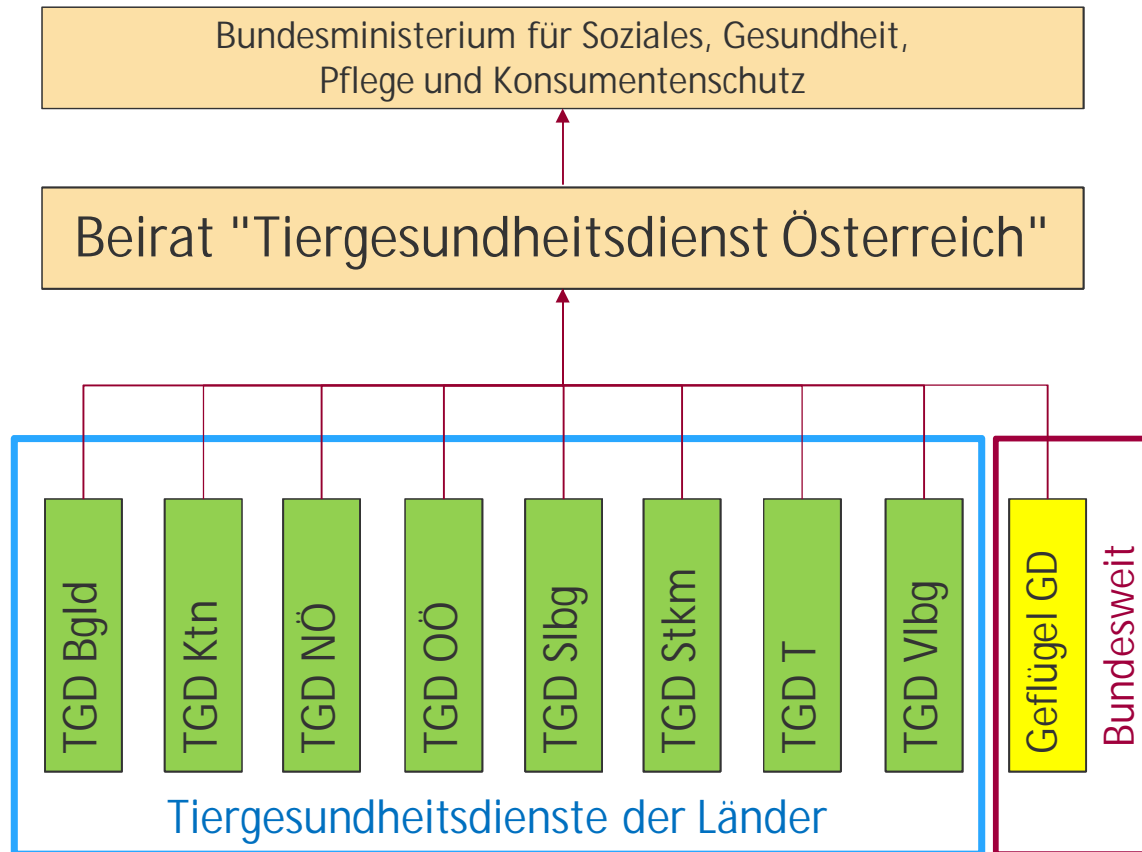 Bundesministerium für Soziales, Gesundheit,
Pflege und Konsumentenschutz
Beirat "Tiergesundheitsdienst Österreich"
TGD Bgld
TGD Ktn
TGD NÖ
TGD OÖ
TGD Slbg
TGD Stkm
TGD T
TGD Vlbg
Geflügel GD
Bundesweit
Tiergesundheitsdienste der Länder